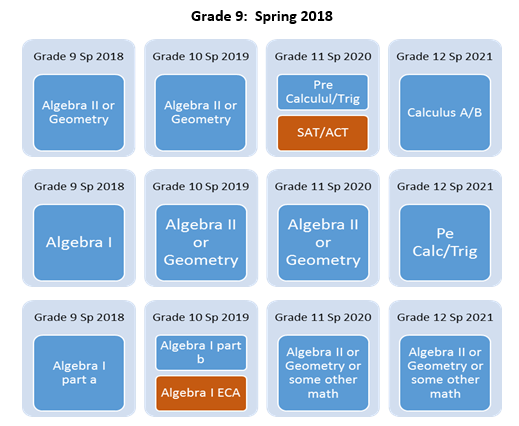 Grade 9:  Spring 2018
Grade 9 Sp 2018
Algebra II or
Geometry
Grade 10 Sp 2019
Algebra II or
Geometry
Grade 11 Sp 2020
Pre
Calculul/Trig
SAT/ACT
Grade 12 Sp 2021
Calculus A/B
Grade 9 Sp 2018
Algebra I
Grade 10 Sp 2019
Algebra II
or
Geometry
Grade 11 Sp 2020
Algebra II
or
Geometry
Grade 12 Sp 2021
Pe
Calc/Trig
Grade 9 Sp 2018
Algebra I
part a
Grade 10 Sp 2019
Algebra I part
b
Algebra I ECA
Grade 11 Sp 2020
Algebra II or
Geometry or
some other
math
Grade 12 Sp 2021
Algebra II or
Geometry or
some other
math